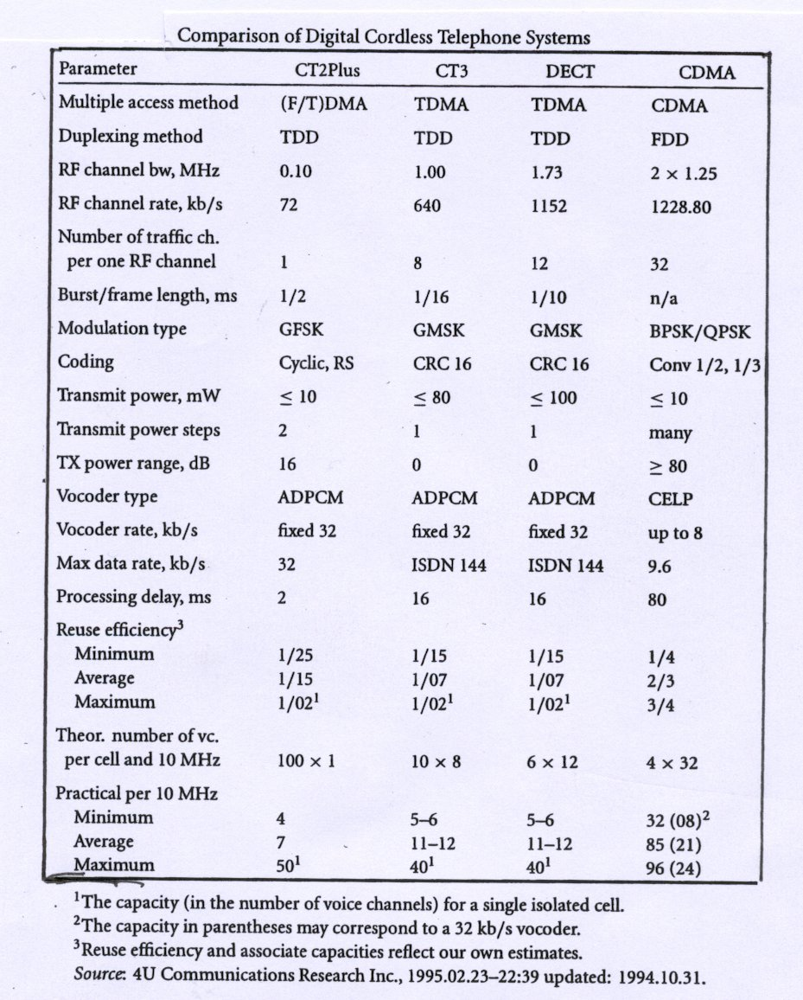 Comparison of Digital Cordless Telephone Systems
Parameter CT2Plus CT3 DECT CDMA
Multiple access method (F/T)DMA TDMA TDMA CDMA
Duplexing method TDD TDD TDD FDD
RF channel bw, MHz 0.10 1.00 1.73 2 × 1.25
RF channel rate, kb/s 72 640 1152 1228.80
Number of traffic ch.
per one RF channel 1 8 12 32
Burst/frame length, ms 1/2 1/16 1/10 n/a
Modulation type GFSK GMSK GMSK BPSK/QPSK
Coding Cyclic, RS CRC 16 CRC 16 Conv 1/2, 1/3
Transmit power, mW ≤ 10 ≤ 80 ≤ 100 ≤ 10
Transmit power steps 2 1 1 many
TX power range, dB 16 0 0 ≥ 80
Vocoder type ADPCM ADPCM ADPCM CELP
Vocoder rate, kb/s fixed 32 fixed 32 fixed 32 up to 8
Max data rate, kb/s 32 ISDN 144 ISDN 144 9.6
Processing delay, ms 2 16 16 80
Reuse efficiency³
Minimum 1/25 1/15 1/15 1/4
Average 1/15 1/07 1/07 2/3
Maximum 1/02¹ 1/02¹ 1/02¹ 3/4
Theor. number of vc.
per cell and 10 MHz 100 × 1 10 × 8 6 × 12 4 × 32
Practical per 10 MHz
Minimum 4 5–6 5–6 32 (08)²
Average 7 11–12 11–12 85 (21)
Maximum 50¹ 40¹ 40¹ 96 (24)
¹The capacity (in the number of voice channels) for a single isolated cell.
²The capacity in parentheses may correspond to a 32 kb/s vocoder.
³Reuse efficiency and associate capacities reflect our own estimates.
Source: 4U Communications Research Inc., 1995.02.23–22:39 updated: 1994.10.31.